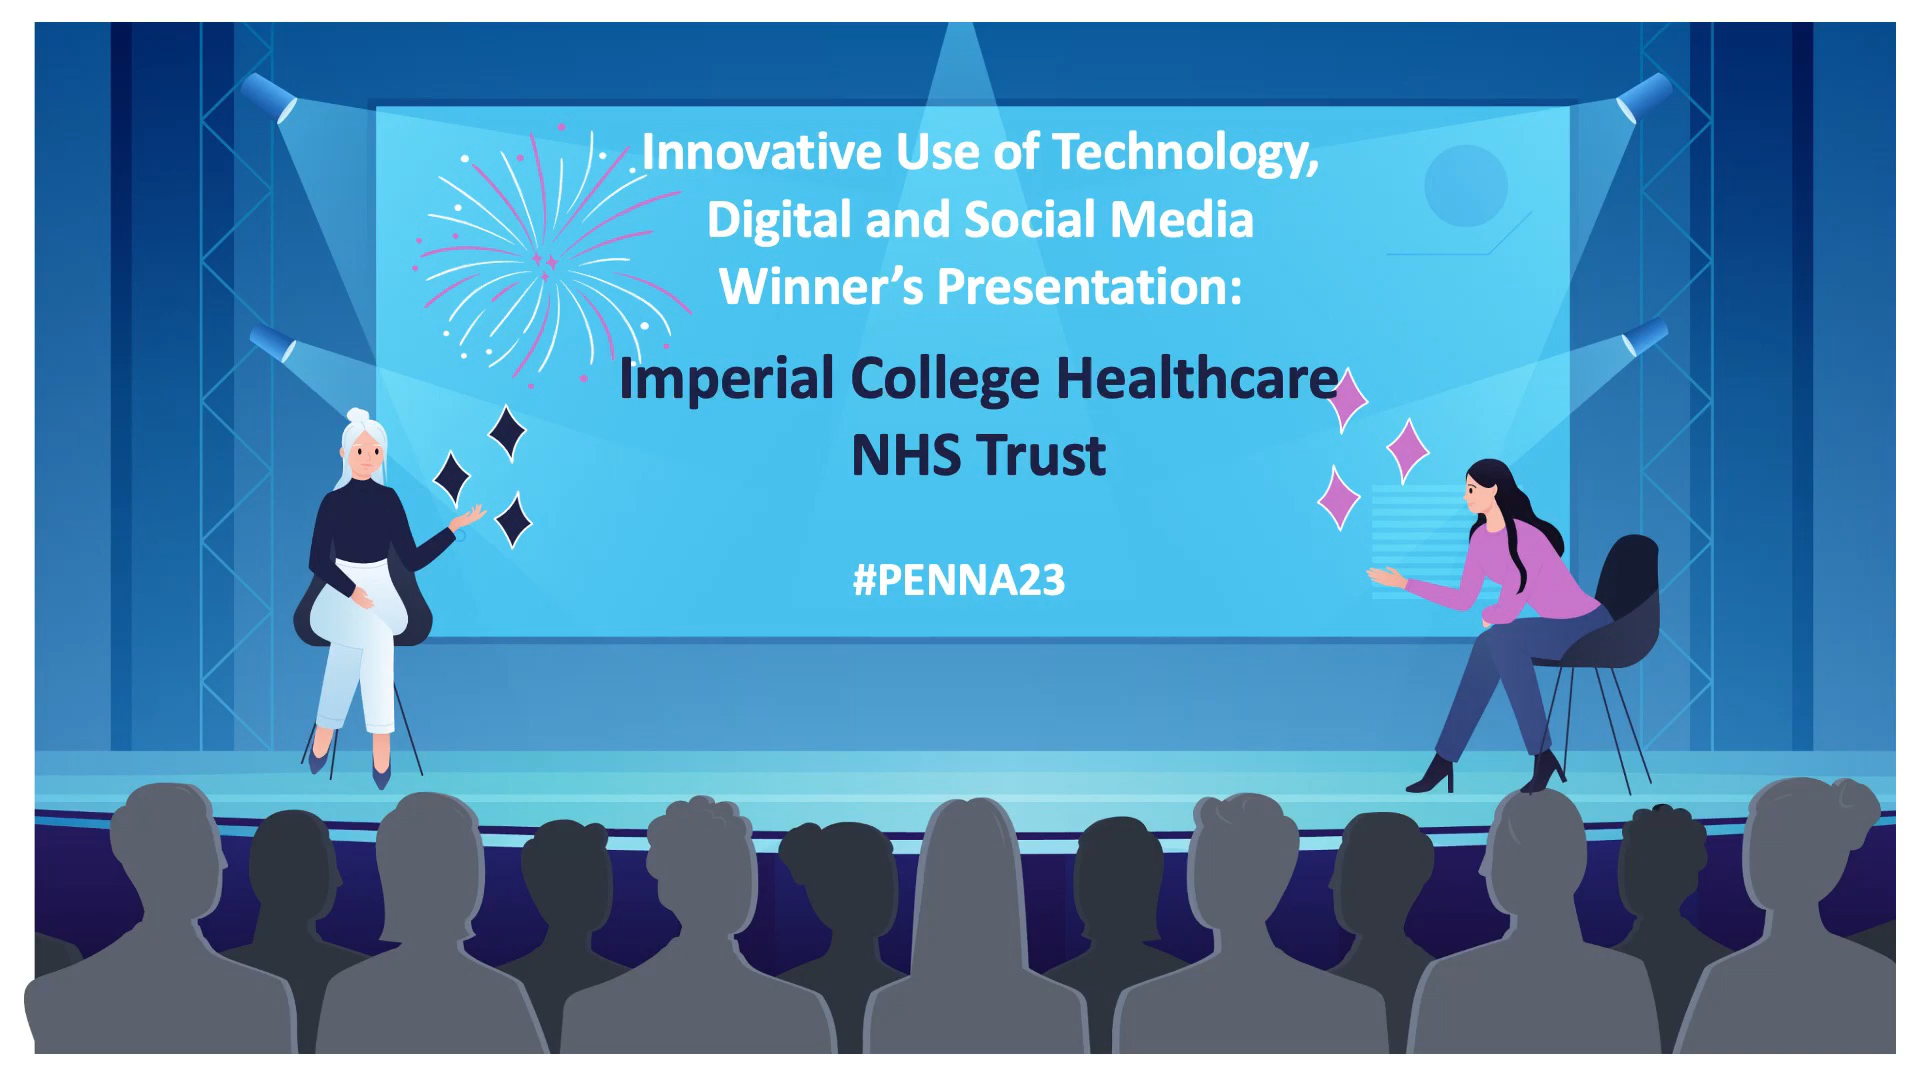 Innovative Use of Technology,
Digital and Social Media
Winner’s Presentation:
Imperial College Healthcare
NHS Trust
#PENNA23